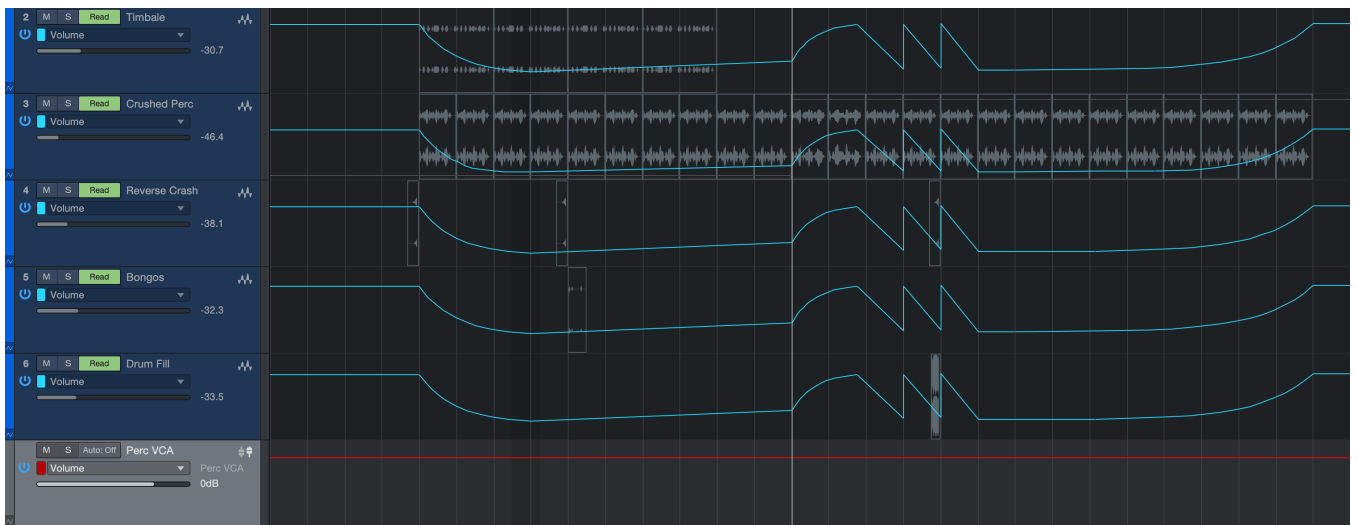 2 M S Read Timbale
Volume
-30.7
3 M S Read Crushed Perc
Volume
-46.4
4 M S Read Reverse Crash
Volume
-38.1
5 M S Read Bongos
Volume
-32.3
6 M S Read Drum Fill
Volume
-33.5
M S Auto: Off Perc VCA
Volume Perc VCA
0dB